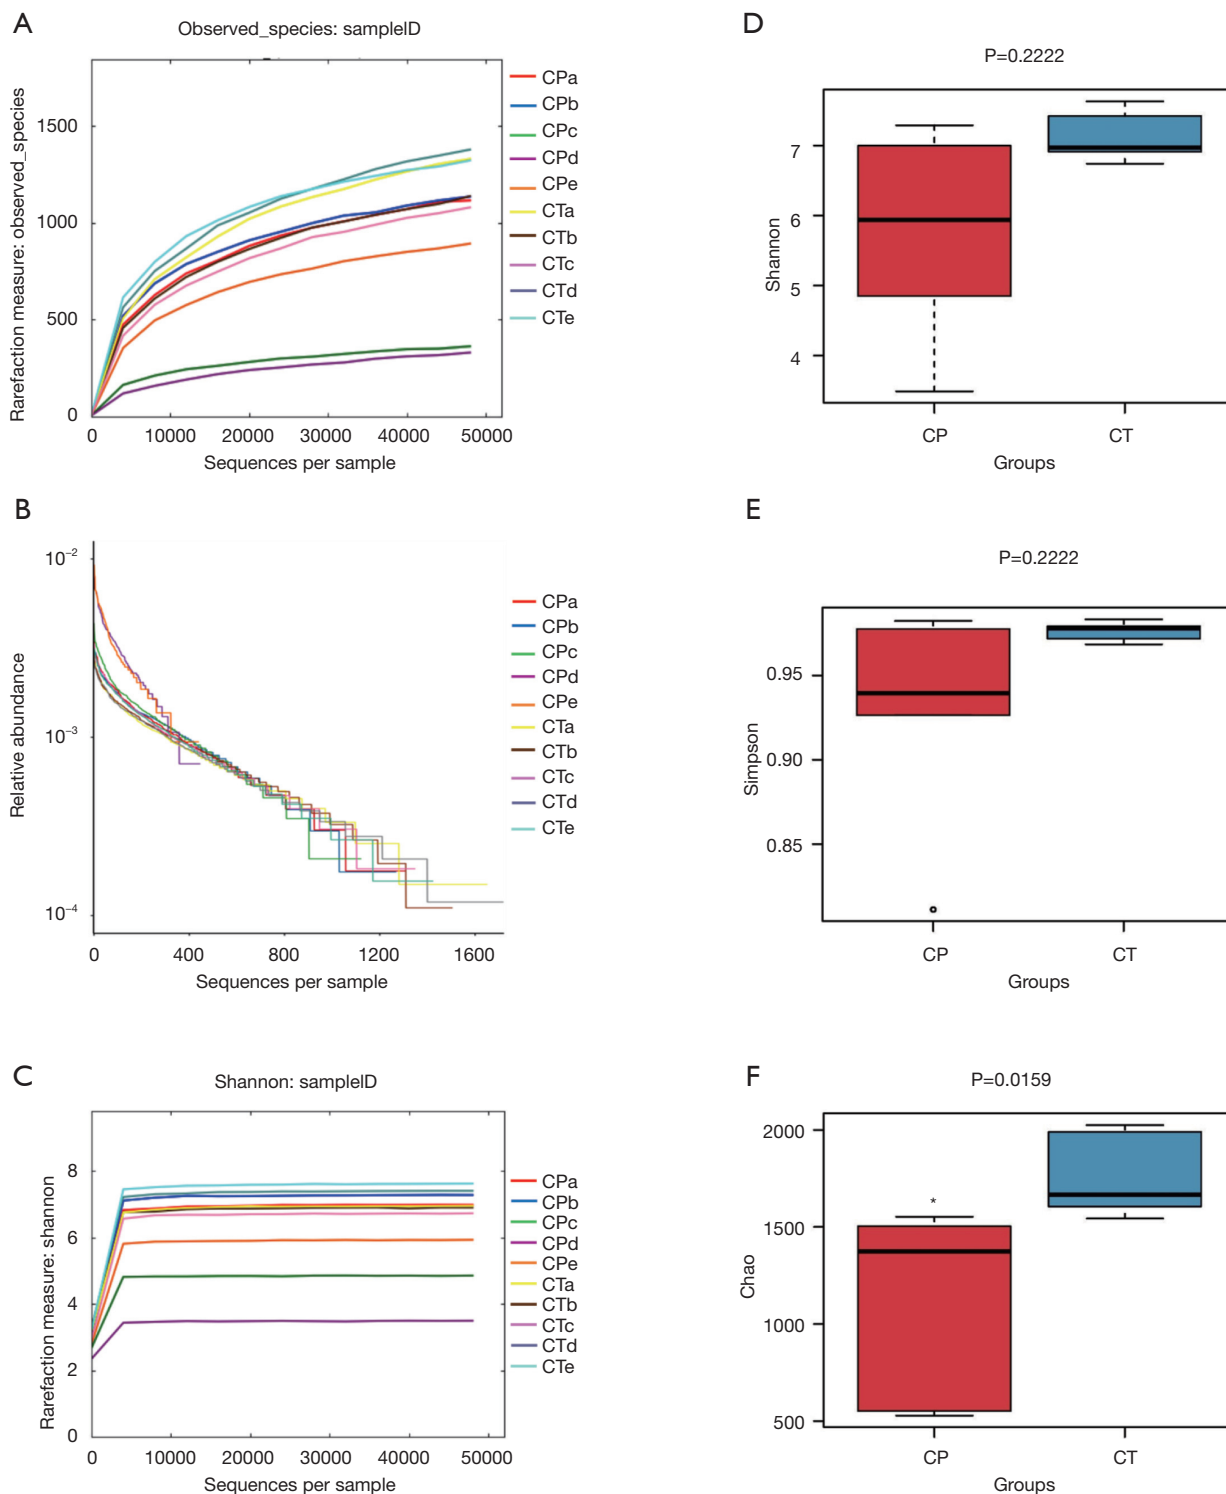 A
Observed_species: sampleID
Rarefaction measure: observed_species
1500
1000
500
0
0 10000 20000 30000 40000 50000
Sequences per sample
CPa
CPb
CPc
CPd
CPe
CTa
CTb
CTc
CTd
CTe
D
P=0.2222
Shannon
7
6
5
4
CP CT
Groups
B
Relative abundance
10⁻²
10⁻³
10⁻⁴
0 400 800 1200 1600
Sequences per sample
CPa
CPb
CPc
CPd
CPe
CTa
CTb
CTc
CTd
CTe
E
P=0.2222
Simpson
0.95
0.90
0.85
CP CT
Groups
C
Shannon: sampleID
Rarefaction measure: shannon
8
6
4
2
0
0 10000 20000 30000 40000 50000
Sequences per sample
CPa
CPb
CPc
CPd
CPe
CTa
CTb
CTc
CTd
CTe
F
P=0.0159
Chao
2000
1500
1000
500
*
CP CT
Groups